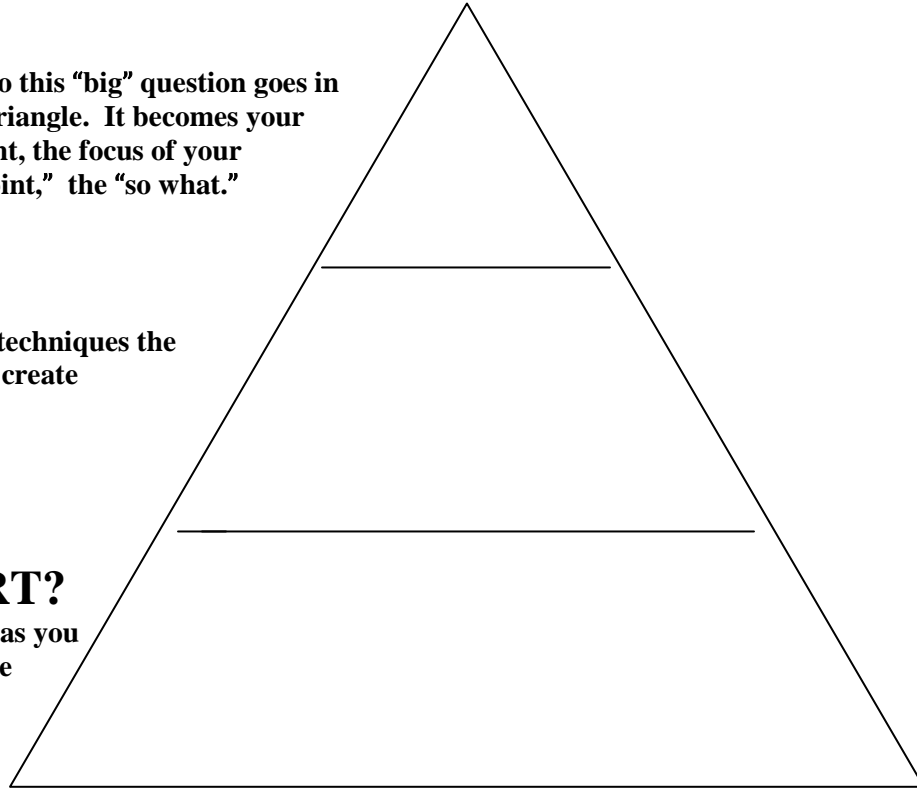 o this “big” question goes in
riangle. It becomes your
nt, the focus of your
int,” the “so what.”
techniques the
create
RT?
as you
e